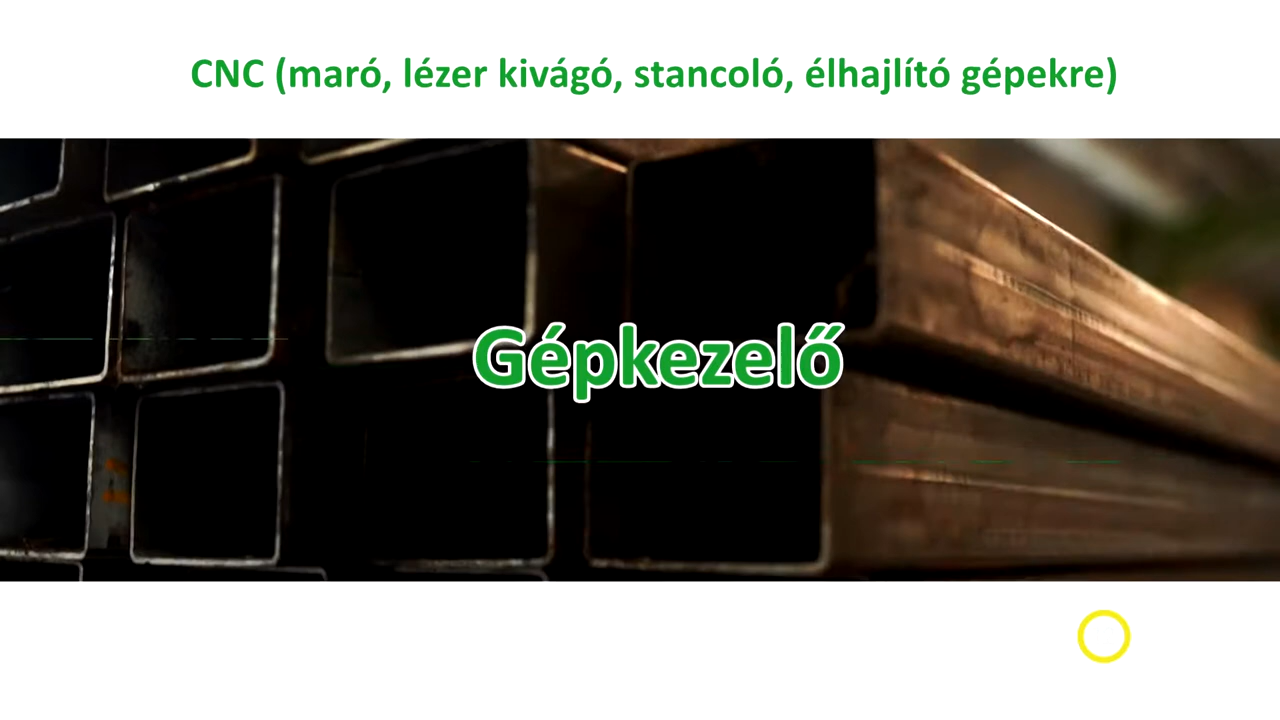 CNC (maró, lézer kivágó, stancoló, élhajlító gépekre)
Gépkezelő